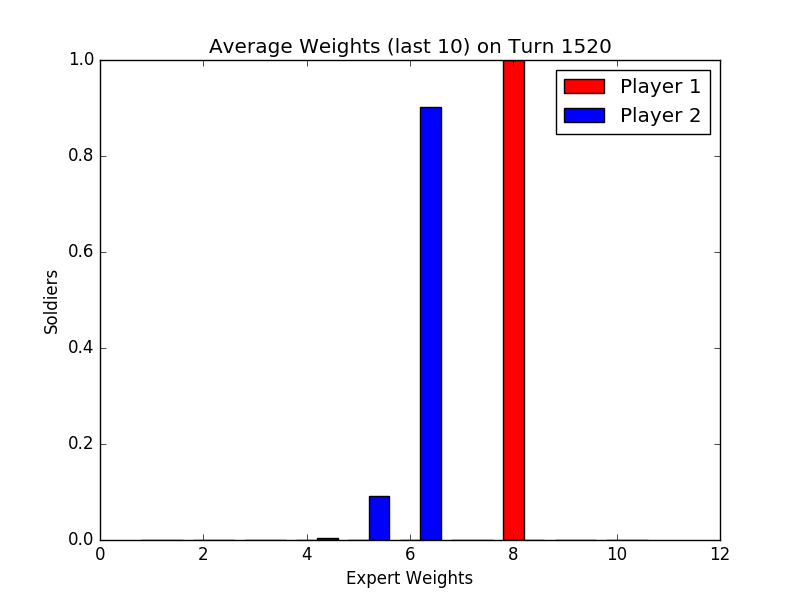 Average Weights (last 10) on Turn 1520
1.0
0.8
0.6
0.4
0.2
0.0
Soldiers
Player 1
Player 2
0 2 4 6 8 10 12
Expert Weights